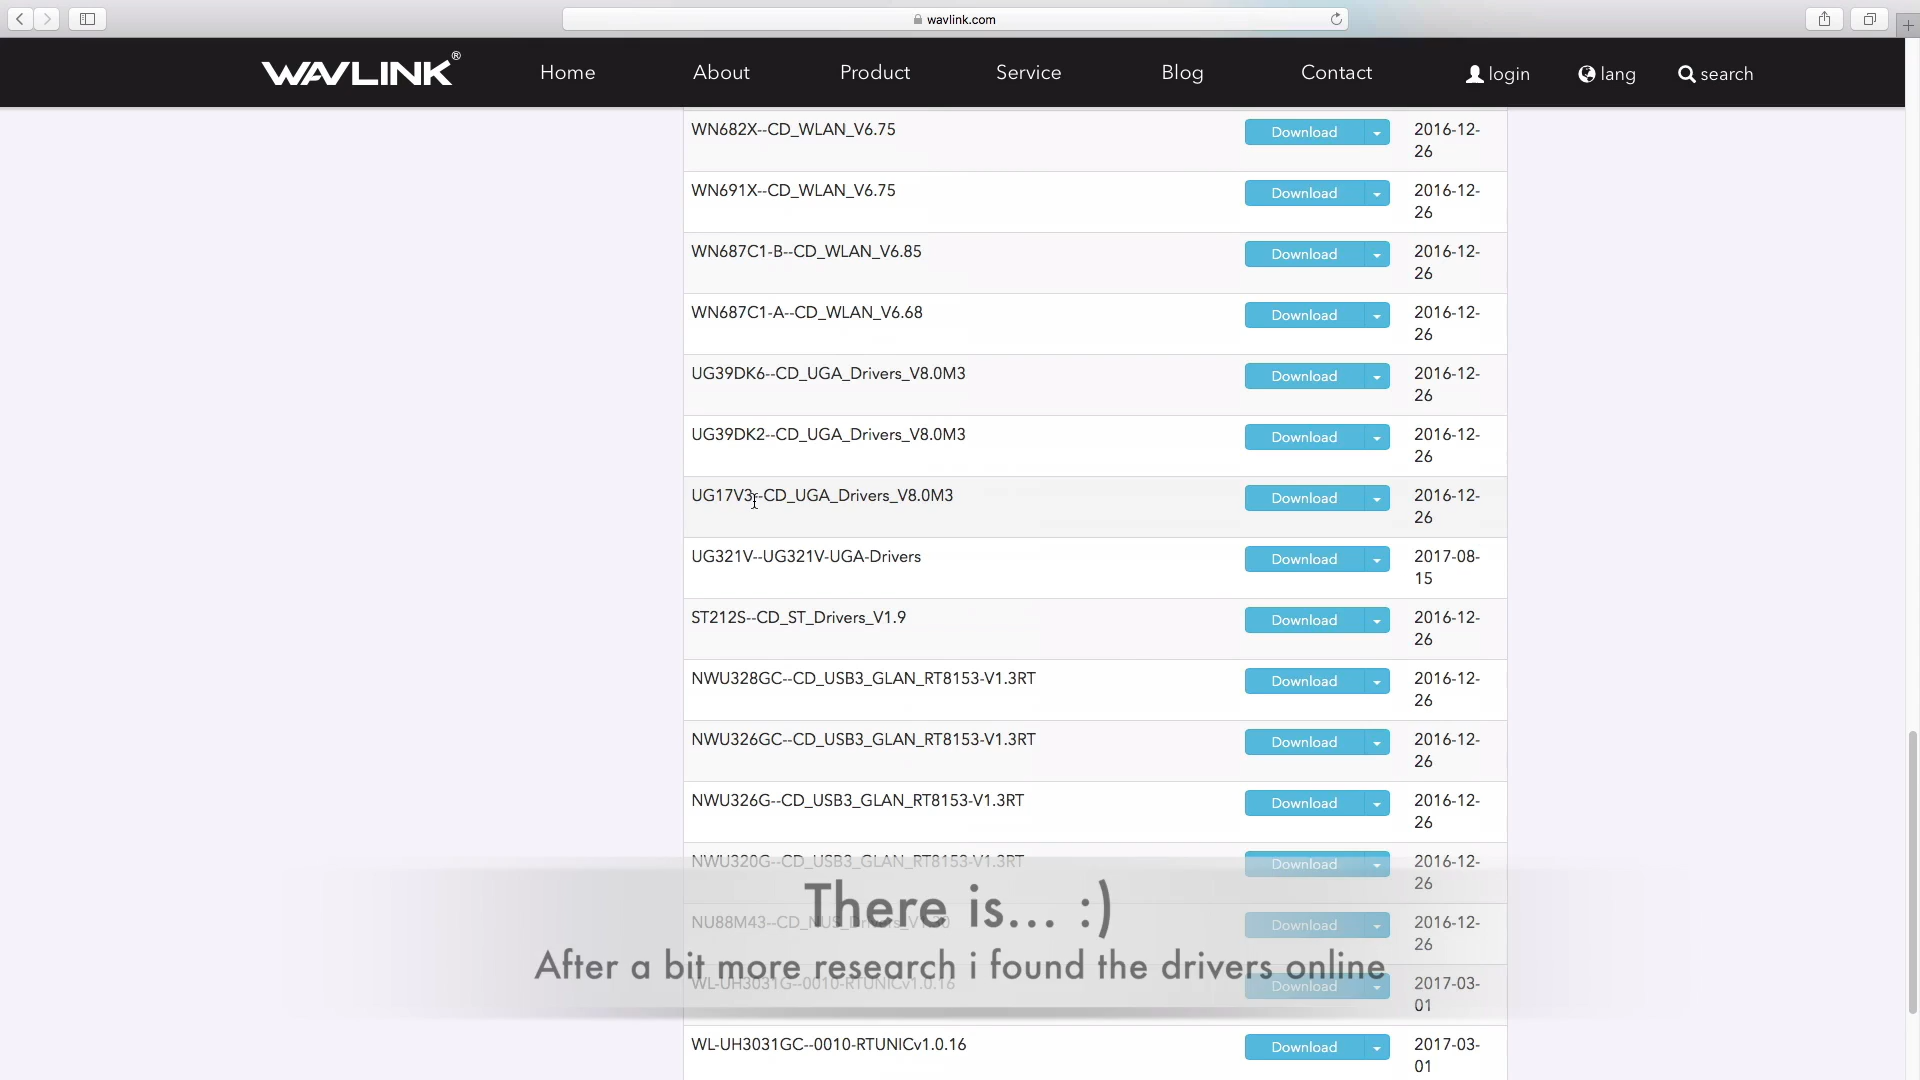 wavlink.com
WAVLINK®
Home
About
Product
Service
Blog
Contact
login
lang
search
WN682X--CD_WLAN_V6.75
Download
2016-12-
26
WN691X--CD_WLAN_V6.75
Download
2016-12-
26
WN687C1-B--CD_WLAN_V6.85
Download
2016-12-
26
WN687C1-A--CD_WLAN_V6.68
Download
2016-12-
26
UG39DK6--CD_UGA_Drivers_V8.0M3
Download
2016-12-
26
UG39DK2--CD_UGA_Drivers_V8.0M3
Download
2016-12-
26
UG17V3--CD_UGA_Drivers_V8.0M3
Download
2016-12-
26
UG321V--UG321V-UGA-Drivers
Download
2017-08-
15
ST212S--CD_ST_Drivers_V1.9
Download
2016-12-
26
NWU328GC--CD_USB3_GLAN_RT8153-V1.3RT
Download
2016-12-
26
NWU326GC--CD_USB3_GLAN_RT8153-V1.3RT
Download
2016-12-
26
NWU326G--CD_USB3_GLAN_RT8153-V1.3RT
Download
2016-12-
26
NWU320G--CD_USB3_GLAN_RT8153-V1.3RT
Download
2016-12-
26
There is... :)
Download
2016-12-
26
After a bit more research i found the drivers online
WL-UH3031G--0010-RTUNICv1.0.16
Download
2017-03-
01
WL-UH3031GC--0010-RTUNICv1.0.16
Download
2017-03-
01